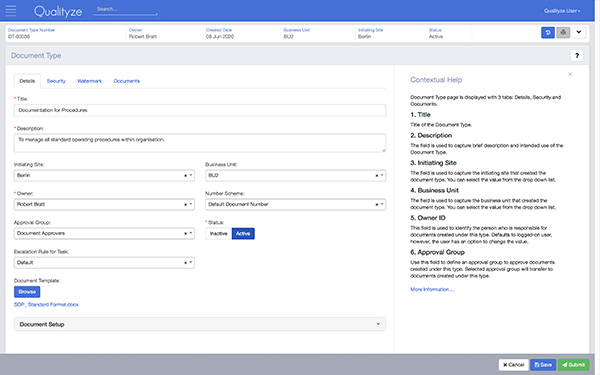 Qualityze
Search...
Qualityze User
Document Type Number Owner Created Date Business Unit Initiating Site Status
DT-00036 Robert Bratt 05 Jun 2020 BU2 Berlin Active
Document Type
?
Details Security Watermark Documents
* Title:
Documentation for Procedures
* Description:
To manage all standard operating procedures within organisation.
Initiating Site: Business Unit:
Berlin BU2
* Owner: Number Scheme:
Robert Bratt Default Document Number
Approval Group: * Status:
Document Approvers Inactive Active
Escalation Rule for Task:
Default
Document Template:
Browse
SOP_ Standard Format.docx
Document Setup
Contextual Help
Document Type page is displayed with 3 tabs: Details, Security and
Documents.
1. Title
Title of the Document Type.
2. Description
The field is used to capture brief description and intended use of the
Document Type.
3. Initiating Site
The field is used to capture the initiating site that created the
document type. You can select the value from the drop down list.
4. Business Unit
The field is used to capture the business unit that created the
document type. You can select the value from the drop down list.
5. Owner ID
This field is used to identify the person who is responsible for
documents created under this type. Defaults to logged-on user,
however, the user has an option to change the value.
6. Approval Group
Use this field to define an approval group to approve documents
created under this type. Selected approval group will transfer to
documents created under this type.
More Information....
Cancel Save Submit